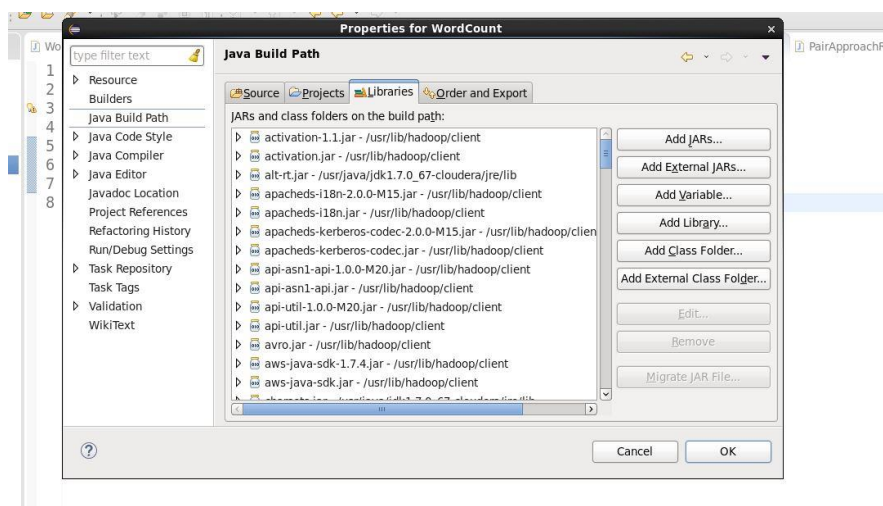 Properties for WordCount
Wo
PairApproachR
1
2
3
4
5
6
7
8
type filter text
Resource
Builders
Java Build Path
Java Code Style
Java Compiler
Java Editor
Javadoc Location
Project References
Refactoring History
Run/Debug Settings
Task Repository
Task Tags
Validation
WikiText
Java Build Path
Source Projects Libraries Order and Export
JARs and class folders on the build path:
activation-1.1.jar - /usr/lib/hadoop/client
activation.jar - /usr/lib/hadoop/client
alt-rt.jar - /usr/java/jdk1.7.0_67-cloudera/jre/lib
apacheds-i18n-2.0.0-M15.jar - /usr/lib/hadoop/client
apacheds-i18n.jar - /usr/lib/hadoop/client
apacheds-kerberos-codec-2.0.0-M15.jar - /usr/lib/hadoop/clien
apacheds-kerberos-codec.jar - /usr/lib/hadoop/client
api-asn1-api-1.0.0-M20.jar - /usr/lib/hadoop/client
api-asn1-api.jar - /usr/lib/hadoop/client
api-util-1.0.0-M20.jar - /usr/lib/hadoop/client
api-util.jar - /usr/lib/hadoop/client
avro.jar - /usr/lib/hadoop/client
aws-java-sdk-1.7.4.jar - /usr/lib/hadoop/client
aws-java-sdk.jar - /usr/lib/hadoop/client
Add JARs...
Add External JARs...
Add Variable...
Add Library...
Add Class Folder...
Add External Class Folder...
Edit...
Remove
Migrate JAR File...
Cancel
OK